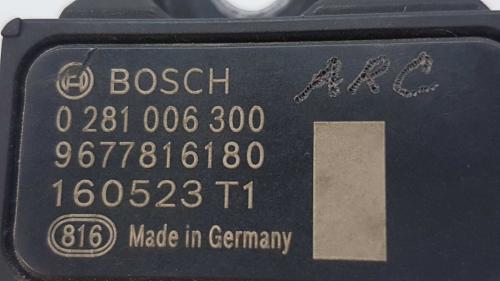 BOSCH
ARC
0 281 006 300
9677816180
160523 T1
816 Made in Germany